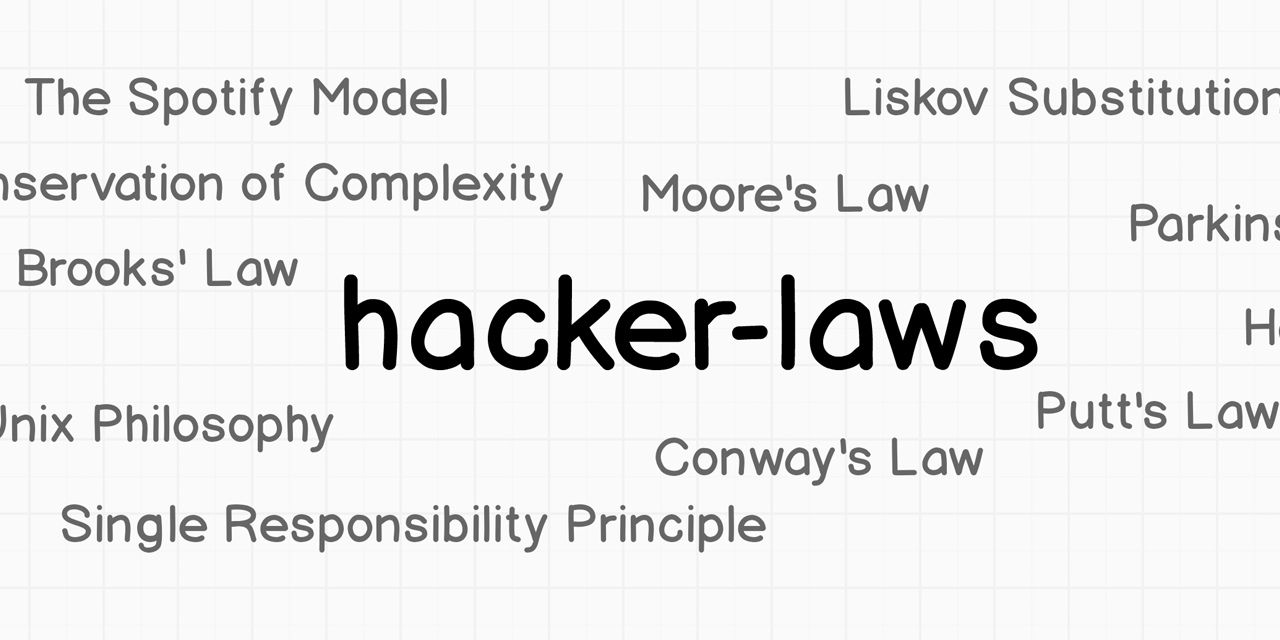 The Spotify Model
Liskov Substitution
nservation of Complexity
Moore's Law
Parkins
Brooks' Law
hacker-laws
H
Putt's Law
Unix Philosophy
Conway's Law
Single Responsibility Principle